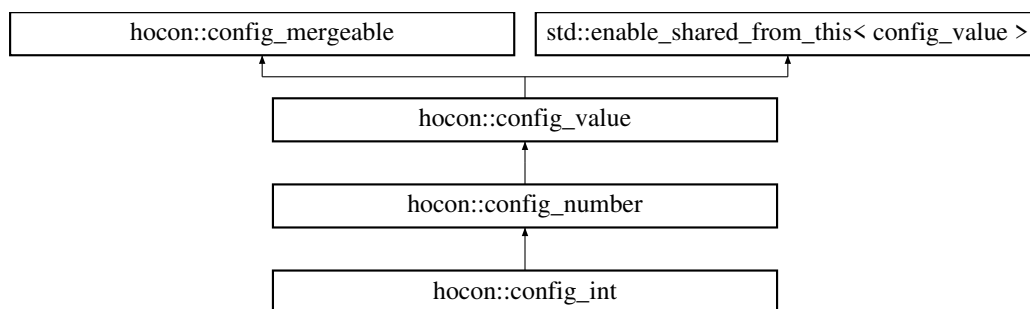 hocon::config_mergeable
std::enable_shared_from_this< config_value >
hocon::config_value
hocon::config_number
hocon::config_int